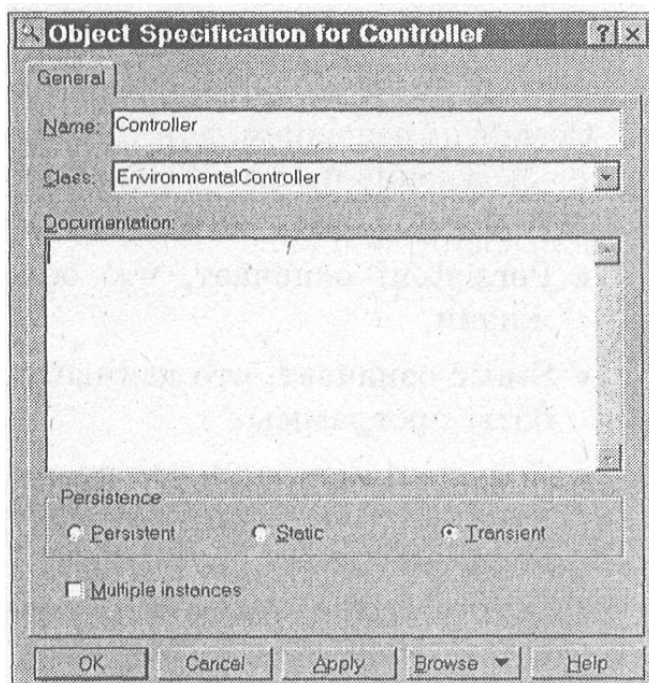 Object Specification for Controller
General
Name: Controller
Class: EnvironmentalController
Documentation:
Persistence
Persistent Static Transient
Multiple instances
OK Cancel Apply Browse Help